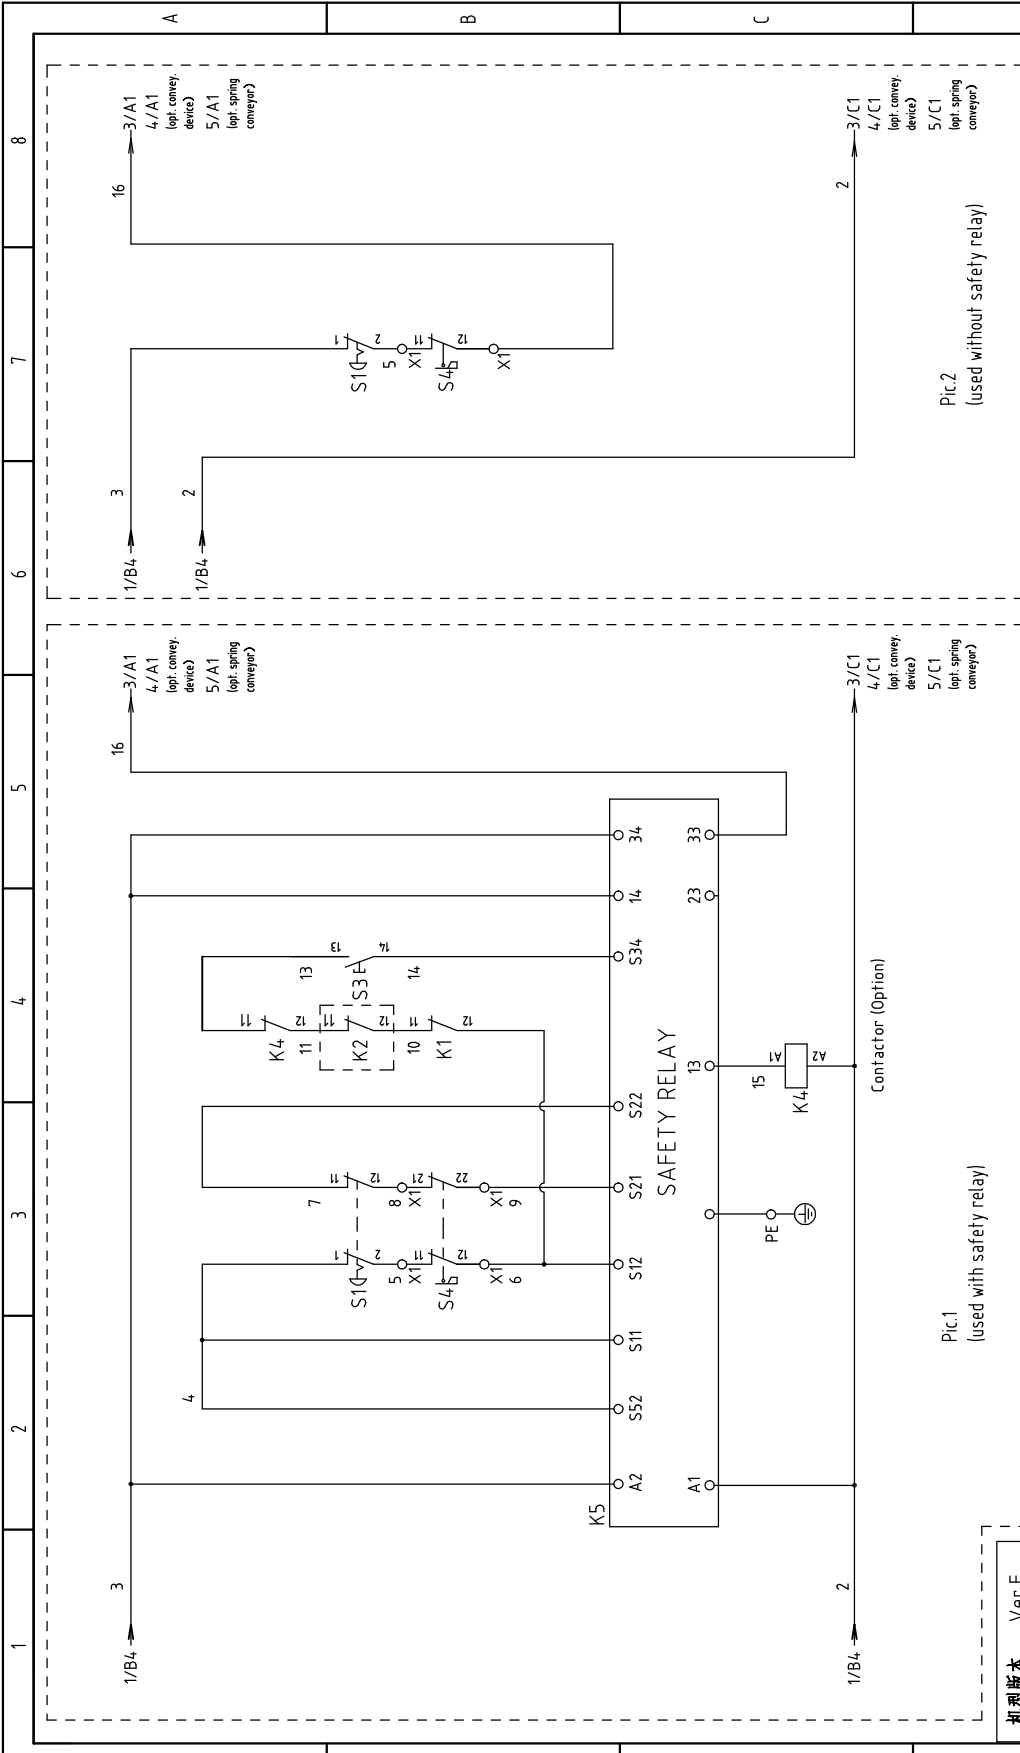 A
B
C
1
2
3
4
5
6
7
8
1/B4
3
3/A1
4/A1
(opt. convey.
device)
5/A1
(opt. spring
conveyor)
16
4
S1
1
2
5
X1
11
S4
12
X1
6
7
11
12
8
X1
21
22
X1
9
K4
11
12
11
K2
11
12
10
K1
11
12
13
S3
13
14
14
K5
A2
S52
S11
S12
S21
S22
S34
14
34
SAFETY RELAY
A1
13
23
33
PE
15
K4
A1
A2
Contactor (Option)
1/B4
2
3/C1
4/C1
(opt. convey.
device)
5/C1
(opt. spring
conveyor)
Pic.1
(used with safety relay)
1/B4
3
1/B4
2
S1
1
2
5
X1
11
S4
12
X1
16
3/A1
4/A1
(opt. convey.
device)
5/A1
(opt. spring
conveyor)
2
3/C1
4/C1
(opt. convey.
device)
5/C1
(opt. spring
conveyor)
Pic.2
(used without safety relay)